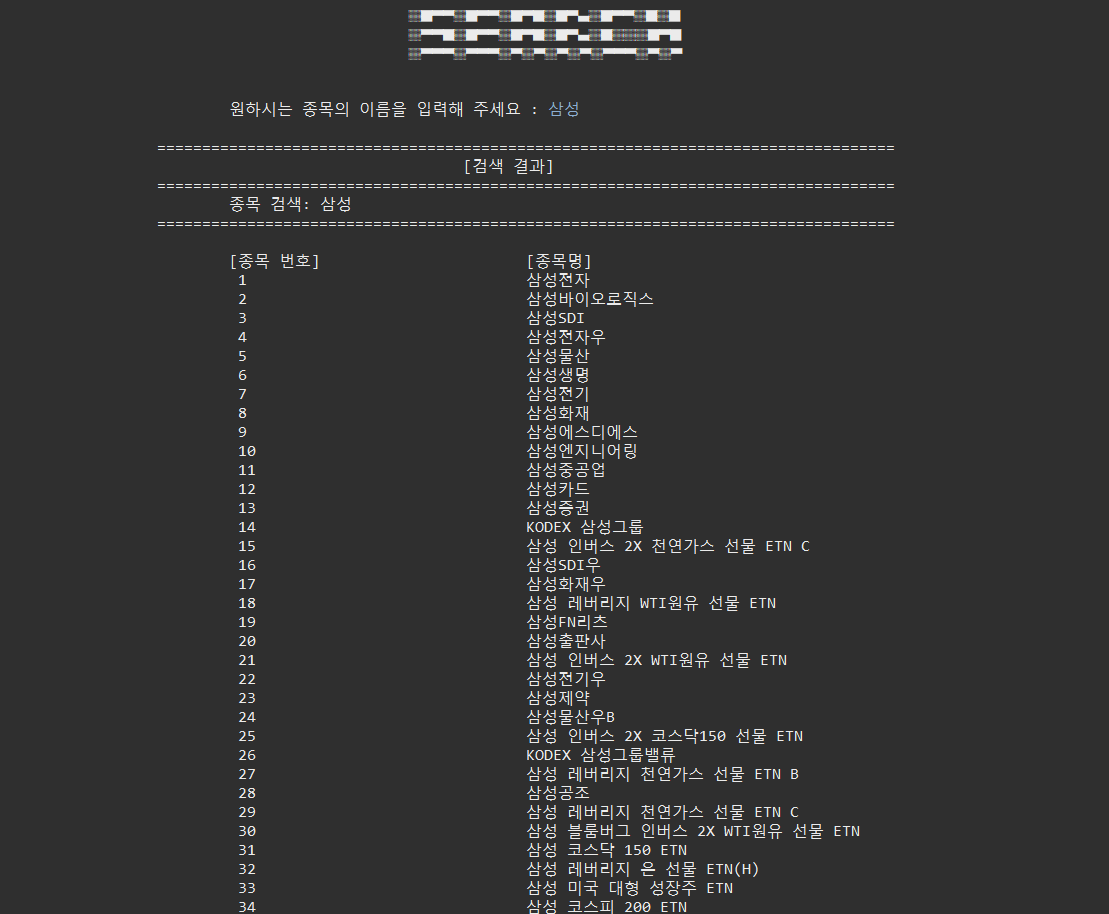 SEARCH
원하시는 종목의 이름을 입력해 주세요 : 삼성
==================================================================================
[검색 결과]
==================================================================================
종목 검색: 삼성
==================================================================================
[종목 번호] [종목명]
1 삼성전자
2 삼성바이오로직스
3 삼성SDI
4 삼성전자우
5 삼성물산
6 삼성생명
7 삼성전기
8 삼성화재
9 삼성에스디에스
10 삼성엔지니어링
11 삼성중공업
12 삼성카드
13 삼성증권
14 KODEX 삼성그룹
15 삼성 인버스 2X 천연가스 선물 ETN C
16 삼성SDI우
17 삼성화재우
18 삼성 레버리지 WTI원유 선물 ETN
19 삼성FN리츠
20 삼성출판사
21 삼성 인버스 2X WTI원유 선물 ETN
22 삼성전기우
23 삼성제약
24 삼성물산우B
25 삼성 인버스 2X 코스닥150 선물 ETN
26 KODEX 삼성그룹밸류
27 삼성 레버리지 천연가스 선물 ETN B
28 삼성공조
29 삼성 레버리지 천연가스 선물 ETN C
30 삼성 블룸버그 인버스 2X WTI원유 선물 ETN
31 삼성 코스닥 150 ETN
32 삼성 레버리지 은 선물 ETN(H)
33 삼성 미국 대형 성장주 ETN
34 삼성 코스피 200 ETN